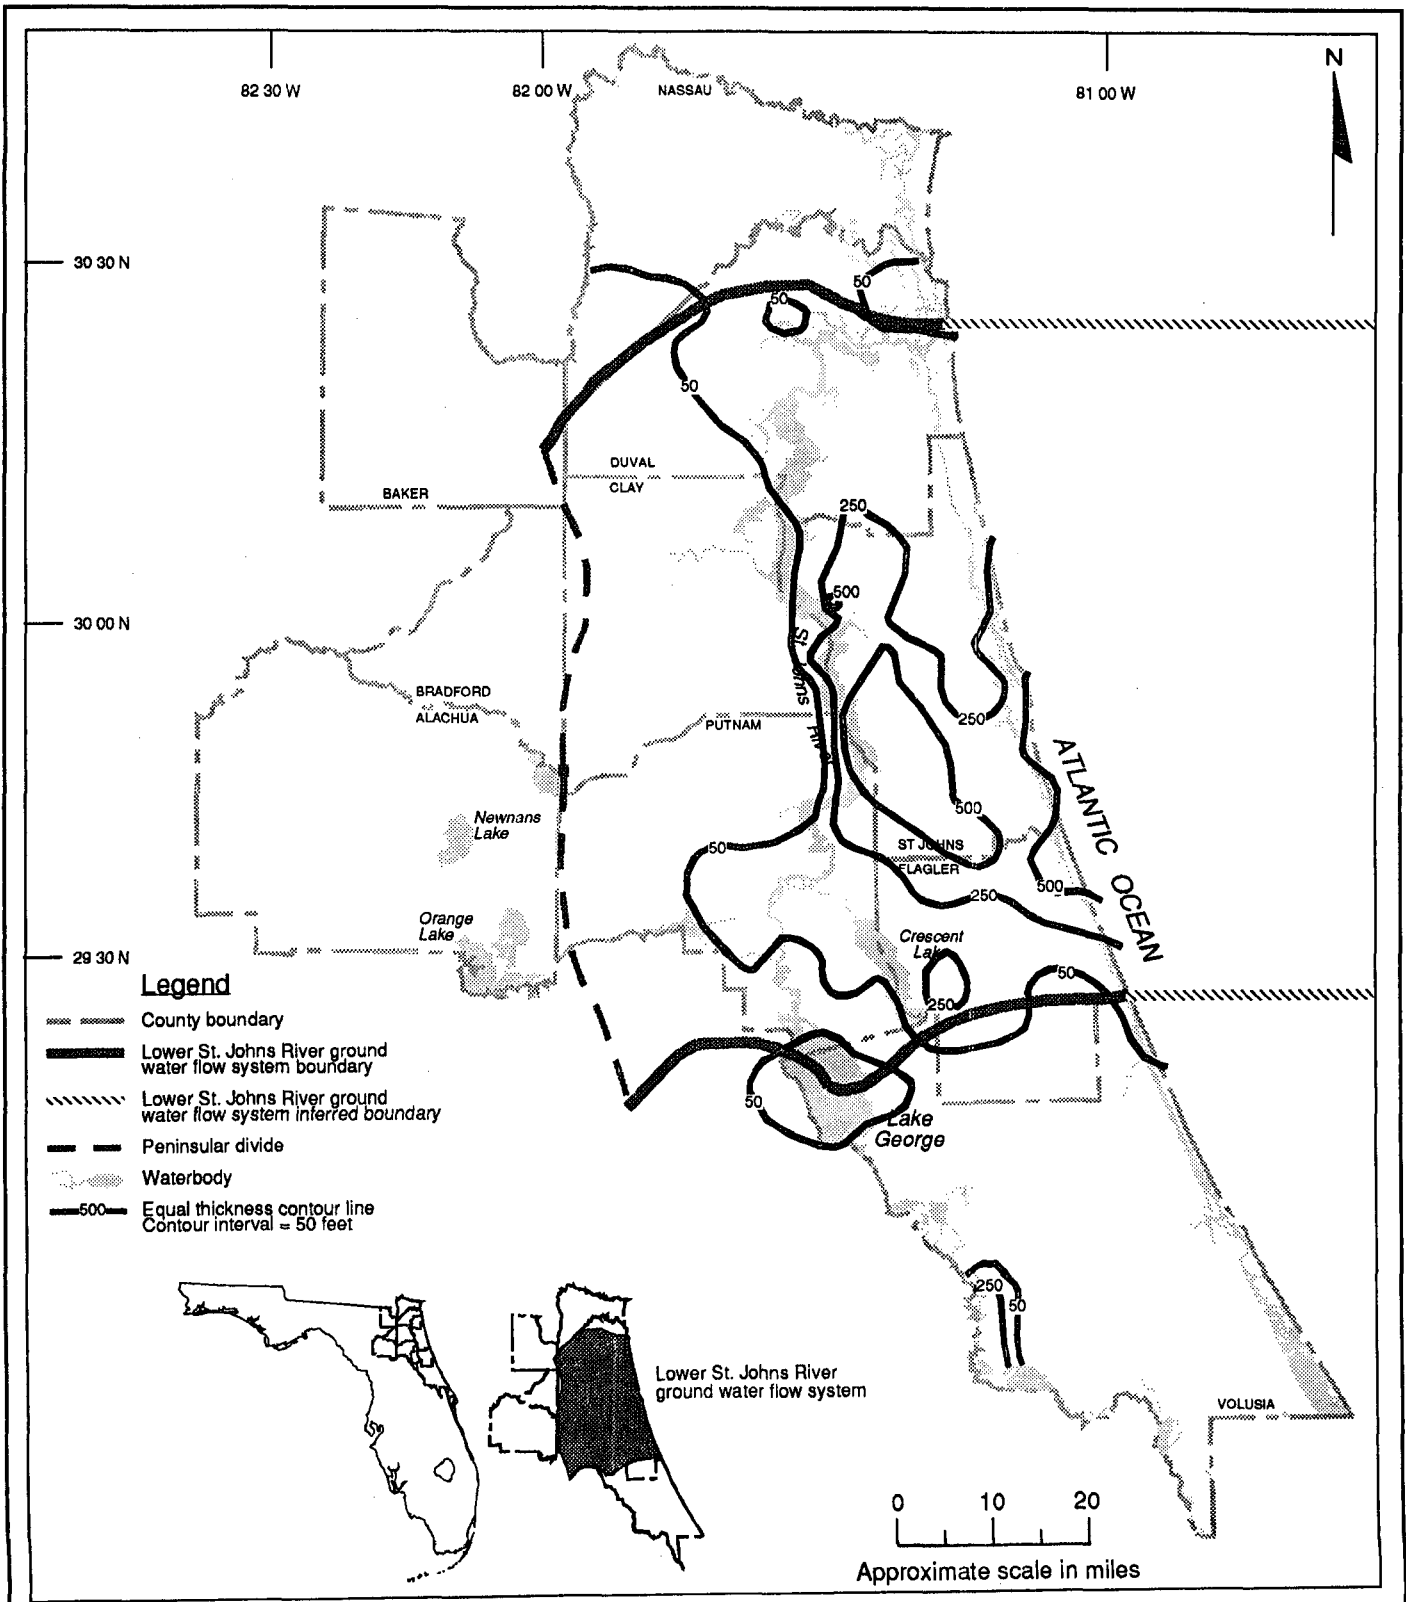 82 30 W
82 00 W
81 00 W
N
NASSAU
30 30 N
50
50
50
DUVAL
CLAY
BAKER
250
500
30 00 N
St Johns River
BRADFORD
ALACHUA
PUTNAM
250
ATLANTIC OCEAN
Newnans
Lake
500
50
ST JOHNS
FLAGLER
500
250
Orange
Lake
Crescent
Lake
29 30 N
50
250
50
Lake
George
Legend
County boundary
Lower St. Johns River ground
water flow system boundary
Lower St. Johns River ground
water flow system inferred boundary
Peninsular divide
Waterbody
500
Equal thickness contour line
Contour interval = 50 feet
250
50
Lower St. Johns River
ground water flow system
VOLUSIA
0 10 20
Approximate scale in miles